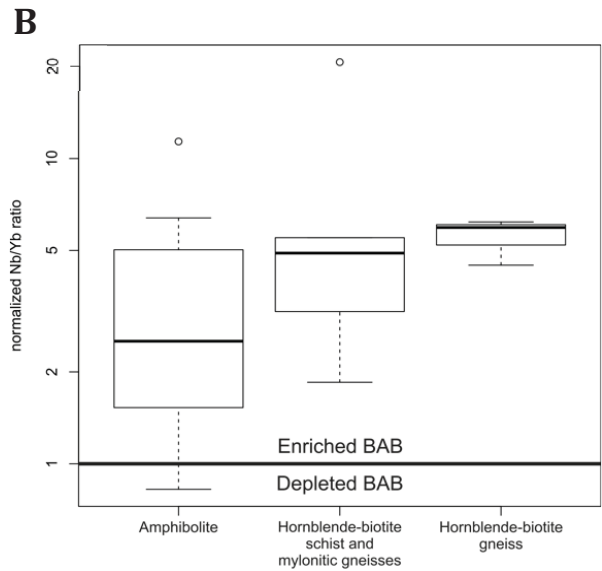 B
normalized Nb/Yb ratio
20
10
5
2
1
Enriched BAB
Depleted BAB
Amphibolite
Hornblende-biotite
schist and
mylonitic gneisses
Hornblende-biotite
gneiss